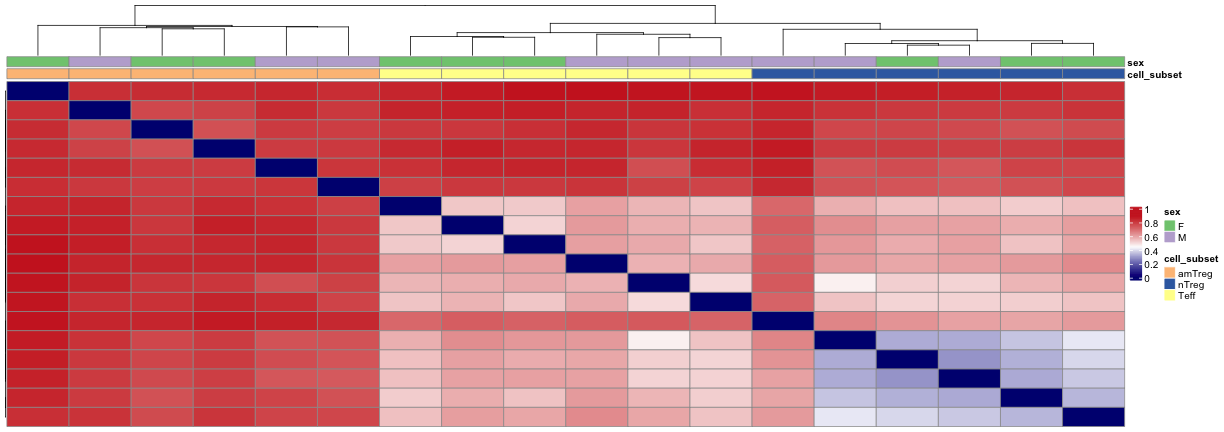 sex
cell_subset
1
0.8
0.6
0.4
0.2
0
sex
F
M
cell_subset
amTreg
nTreg
Teff